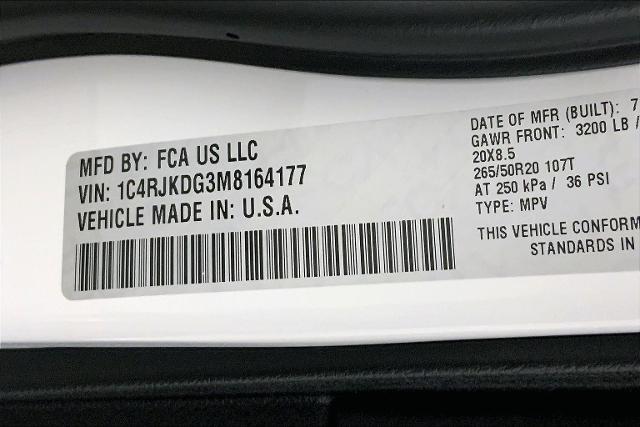 MFD BY: FCA US LLC
VIN: 1C4RJKDG3M8164177
VEHICLE MADE IN: U.S.A.
DATE OF MFR (BUILT): 7
GAWR FRONT: 3200 LB /
20X8.5
265/50R20 107T
AT 250 kPa / 36 PSI
TYPE: MPV
THIS VEHICLE CONFORM
STANDARDS IN